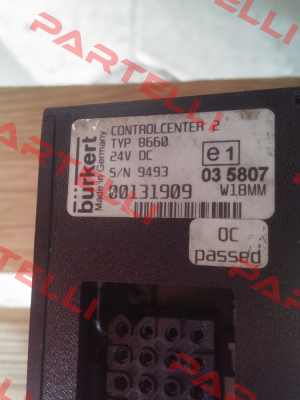 PARTELLI
bürkert
Made in Germany
CONTROLCENTER 2
TYP 8660
24V DC
S/N 9493
00131909
e1
03 5807
W18MM
QC
passed
PARTELLI
PARTELLI